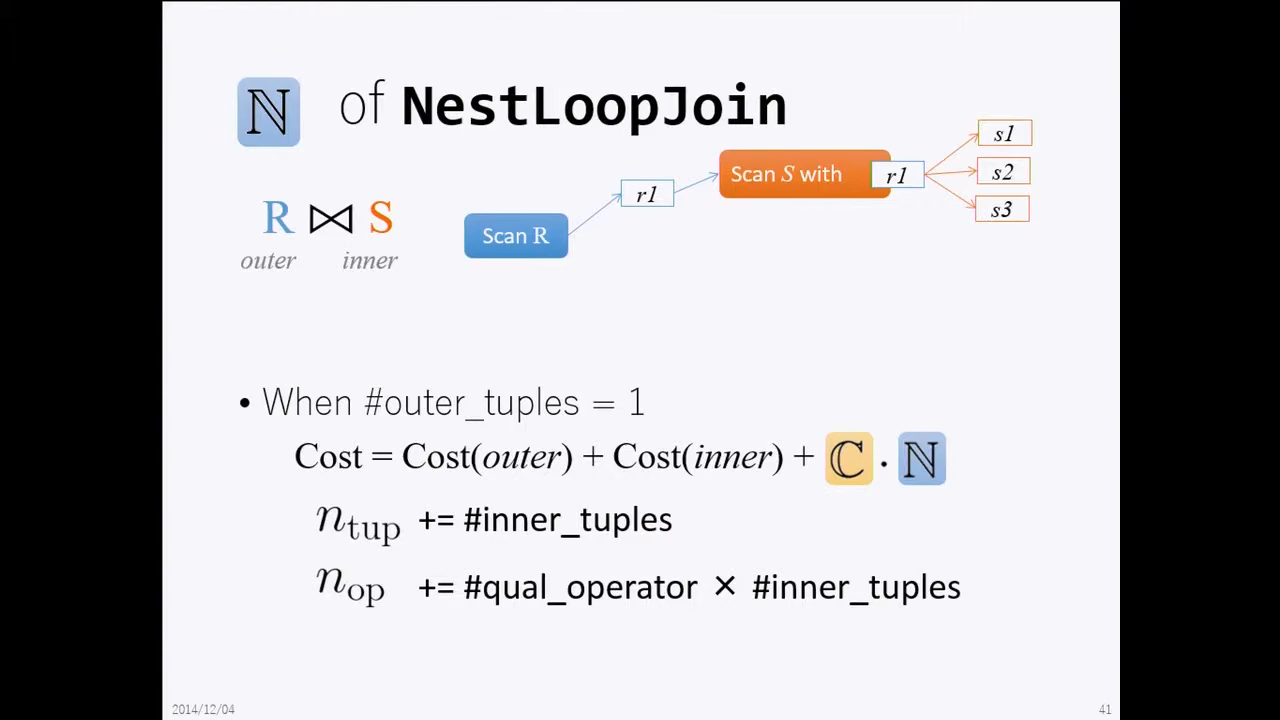 ℕ of NestLoopJoin
R ⋈ S
outer inner
Scan R
r1
Scan S with r1
s1
s2
s3
• When #outer_tuples = 1
Cost = Cost(outer) + Cost(inner) + ℂ · ℕ
n_tup += #inner_tuples
n_op += #qual_operator × #inner_tuples
2014/12/04
41